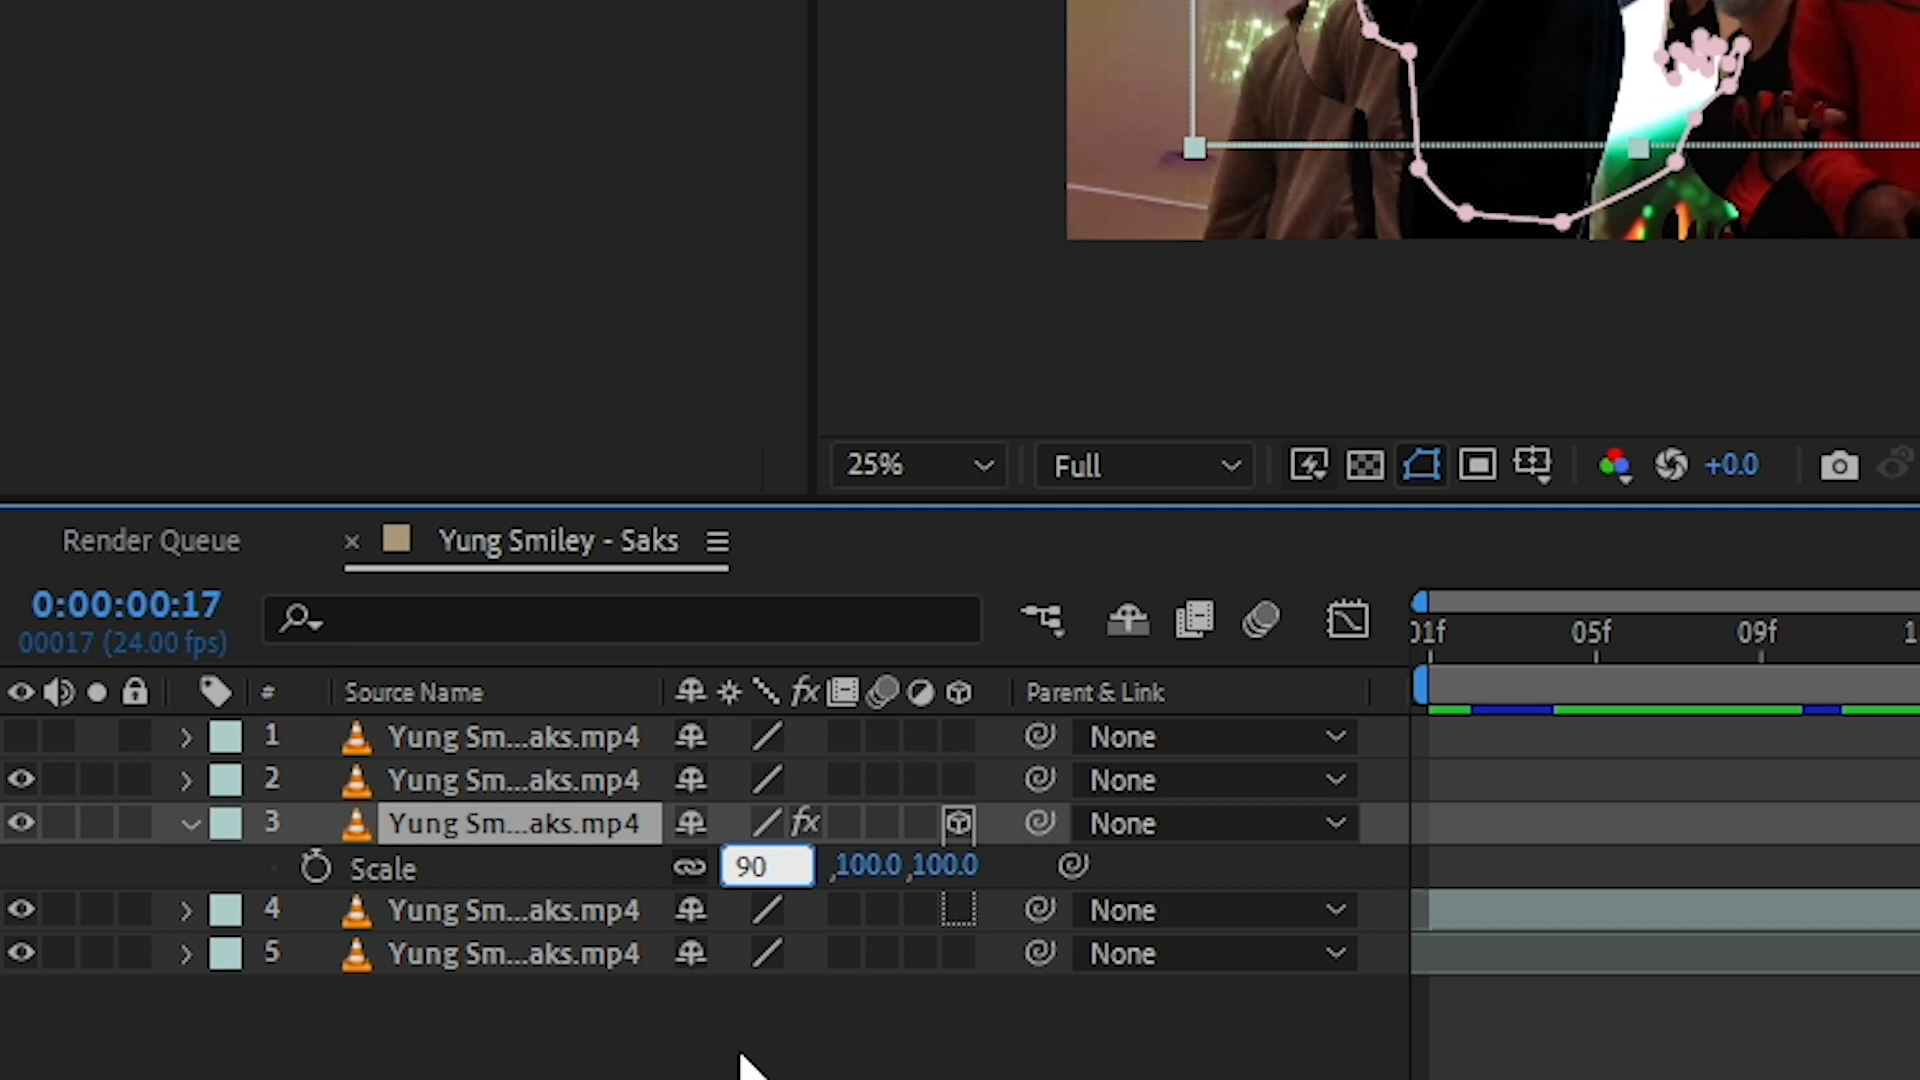 25%
Full
+0.0
Render Queue
× Yung Smiley - Saks
0:00:00:17
00017 (24.00 fps)
01f 05f 09f 1
# Source Name fx Parent & Link
1 Yung Sm...aks.mp4 None
2 Yung Sm...aks.mp4 None
3 Yung Sm...aks.mp4 fx None
Scale 90 ,100.0 ,100.0
4 Yung Sm...aks.mp4 None
5 Yung Sm...aks.mp4 None